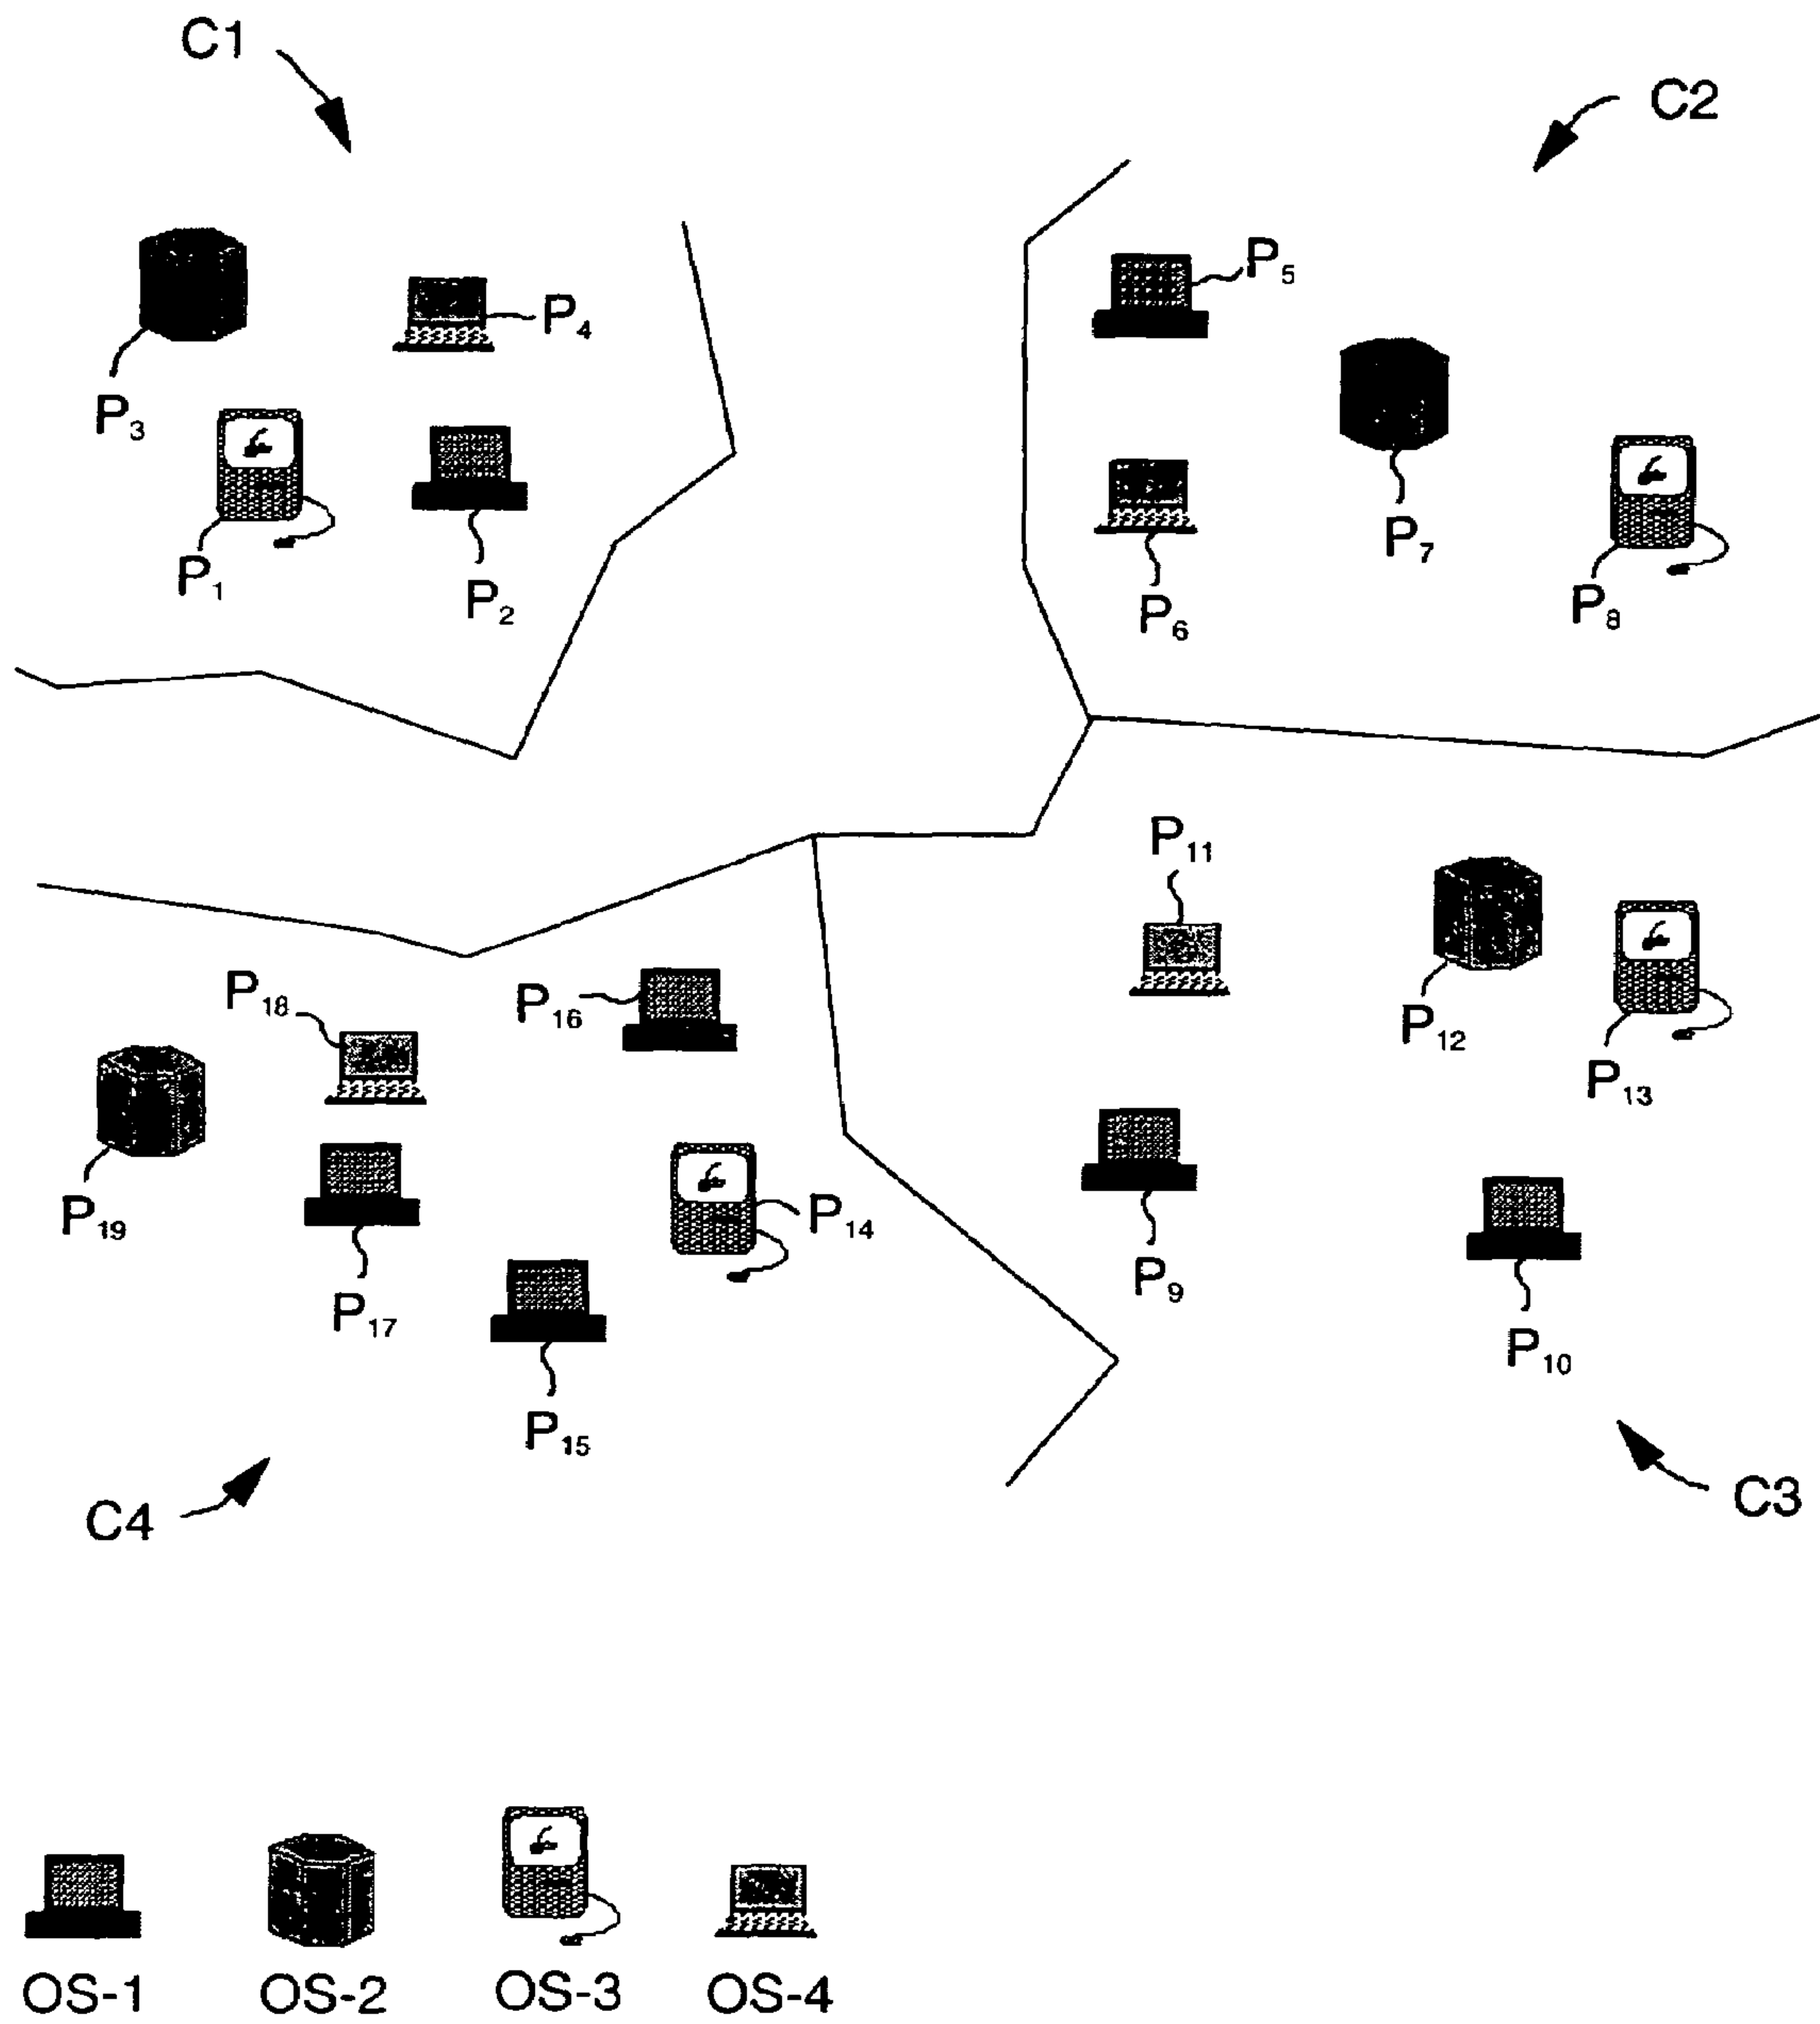 C1
C2
P5
P4
P3
P7
P1
P2
P6
P8
P11
P18
P16
P12
P13
P19
P14
P9
P17
P10
P15
C4
C3
OS-1 OS-2 OS-3 OS-4